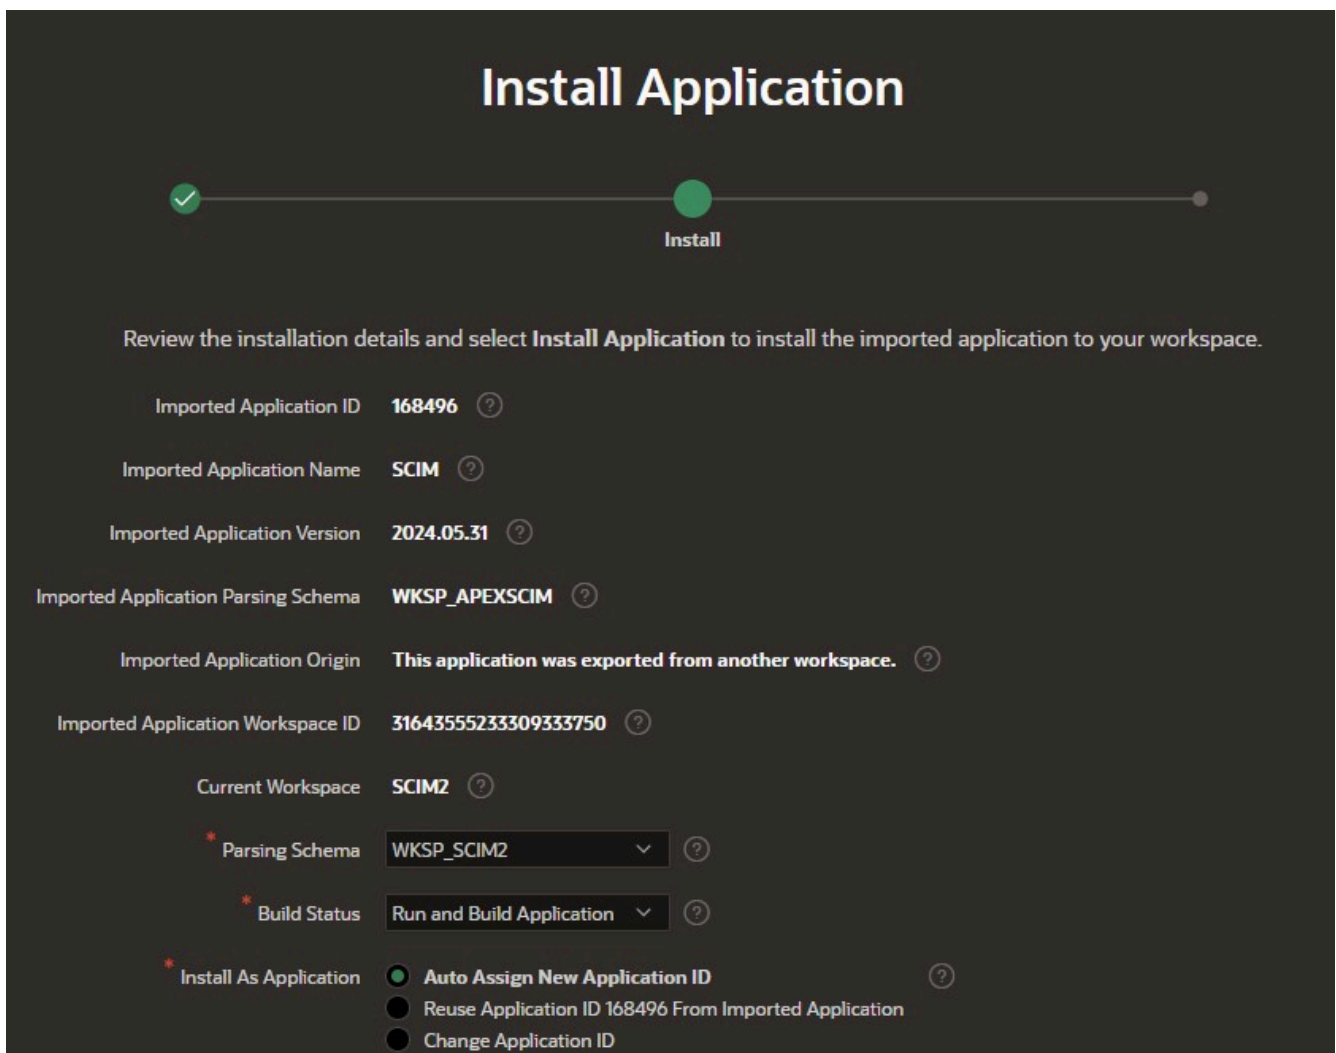 Install Application
Install
Review the installation details and select Install Application to install the imported application to your workspace.
Imported Application ID 168496 ?
Imported Application Name SCIM ?
Imported Application Version 2024.05.31 ?
Imported Application Parsing Schema WKSP_APEXSCIM ?
Imported Application Origin This application was exported from another workspace. ?
Imported Application Workspace ID 31643555233309333750 ?
Current Workspace SCIM2 ?
* Parsing Schema WKSP_SCIM2 ?
* Build Status Run and Build Application ?
* Install As Application Auto Assign New Application ID ?
Reuse Application ID 168496 From Imported Application
Change Application ID